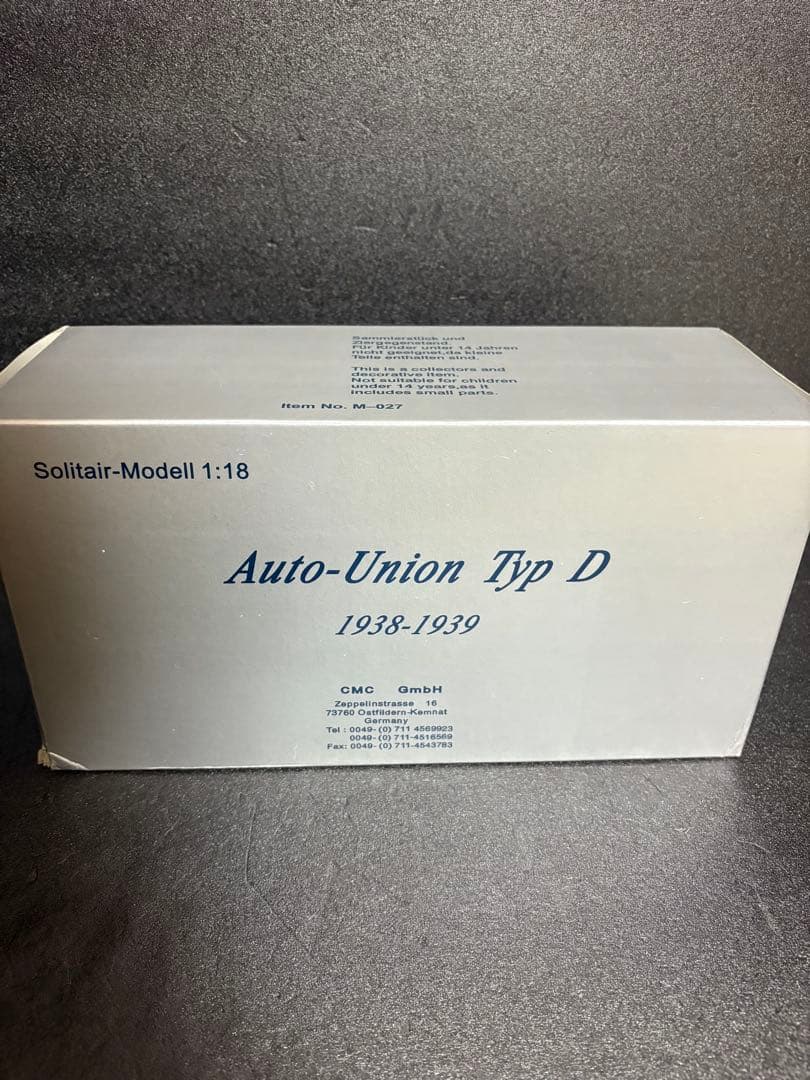 Sammlerstück und
Ziergegenstand.
Für Kinder unter 14 Jahren
nicht geeignet,da kleine
Teile enthalten sind.
This is a collectors and
decorative item.
Not suitable for children
under 14 years,as it
includes small parts.
Item No. M-027
Solitair-Modell 1:18
Auto-Union Typ D
1938-1939
CMC GmbH
Zeppelinstrasse 16
73760 Ostfildern-Kemnat
Germany
Tel : 0049- (0) 711 4569923
0049- (0) 711-4516569
Fax: 0049- (0) 711-4543783